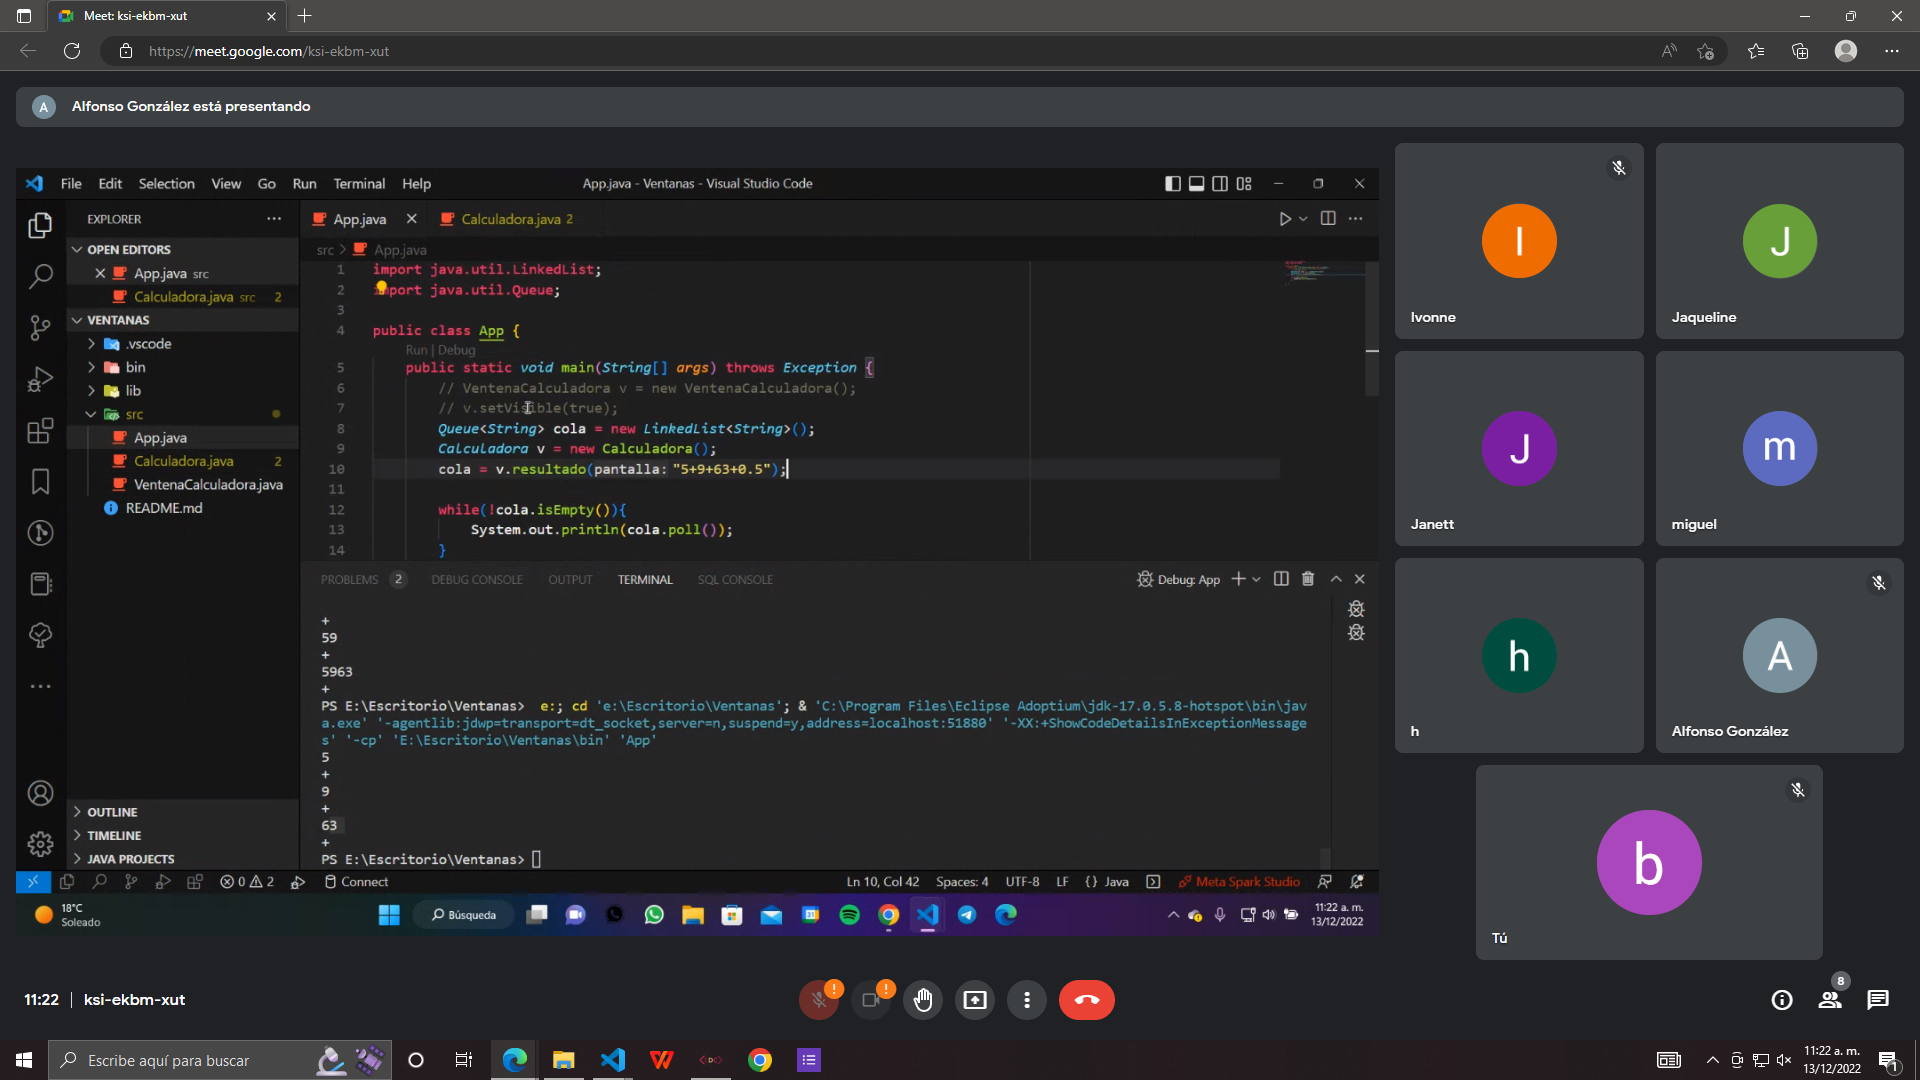 Meet: ksi-ekbm-xut
https://meet.google.com/ksi-ekbm-xut
A Alfonso González está presentando
File Edit Selection View Go Run Terminal Help
App.java - Ventanas - Visual Studio Code
EXPLORER
App.java
Calculadora.java 2
OPEN EDITORS
App.java src
Calculadora.java src 2
VENTANAS
.vscode
bin
lib
src
App.java
Calculadora.java 2
VentenaCalculadora.java
README.md
OUTLINE
TIMELINE
JAVA PROJECTS
src > App.java
1 import java.util.LinkedList;
2 import java.util.Queue;
3
4 public class App {
Run | Debug
5 public static void main(String[] args) throws Exception {
6 // VentenaCalculadora v = new VentenaCalculadora();
7 // v.setVisible(true);
8 Queue<String> cola = new LinkedList<String>();
9 Calculadora v = new Calculadora();
10 cola = v.resultado(pantalla: "5+9+63+0.5");
11
12 while(!cola.isEmpty()){
13 System.out.println(cola.poll());
14 }
PROBLEMS 2 DEBUG CONSOLE OUTPUT TERMINAL SQL CONSOLE
Debug: App
+
59
+
5963
+
PS E:\Escritorio\Ventanas> e:; cd 'e:\Escritorio\Ventanas'; & 'C:\Program Files\Eclipse Adoptium\jdk-17.0.5.8-hotspot\bin\jav
a.exe' '-agentlib:jdwp=transport=dt_socket,server=n,suspend=y,address=localhost:51880' '-XX:+ShowCodeDetailsInExceptionMessage
s' '-cp' 'E:\Escritorio\Ventanas\bin' 'App'
5
+
9
+
63
+
PS E:\Escritorio\Ventanas>
0 2
Connect
Ln 10, Col 42 Spaces: 4 UTF-8 LF {} Java
Meta Spark Studio
18°C
Soleado
Búsqueda
11:22 a. m.
13/12/2022
I
Ivonne
J
Jaqueline
J
Janett
m
miguel
h
h
A
Alfonso González
b
Tú
11:22 | ksi-ekbm-xut
! !
8
Escribe aquí para buscar
11:22 a. m.
13/12/2022
1